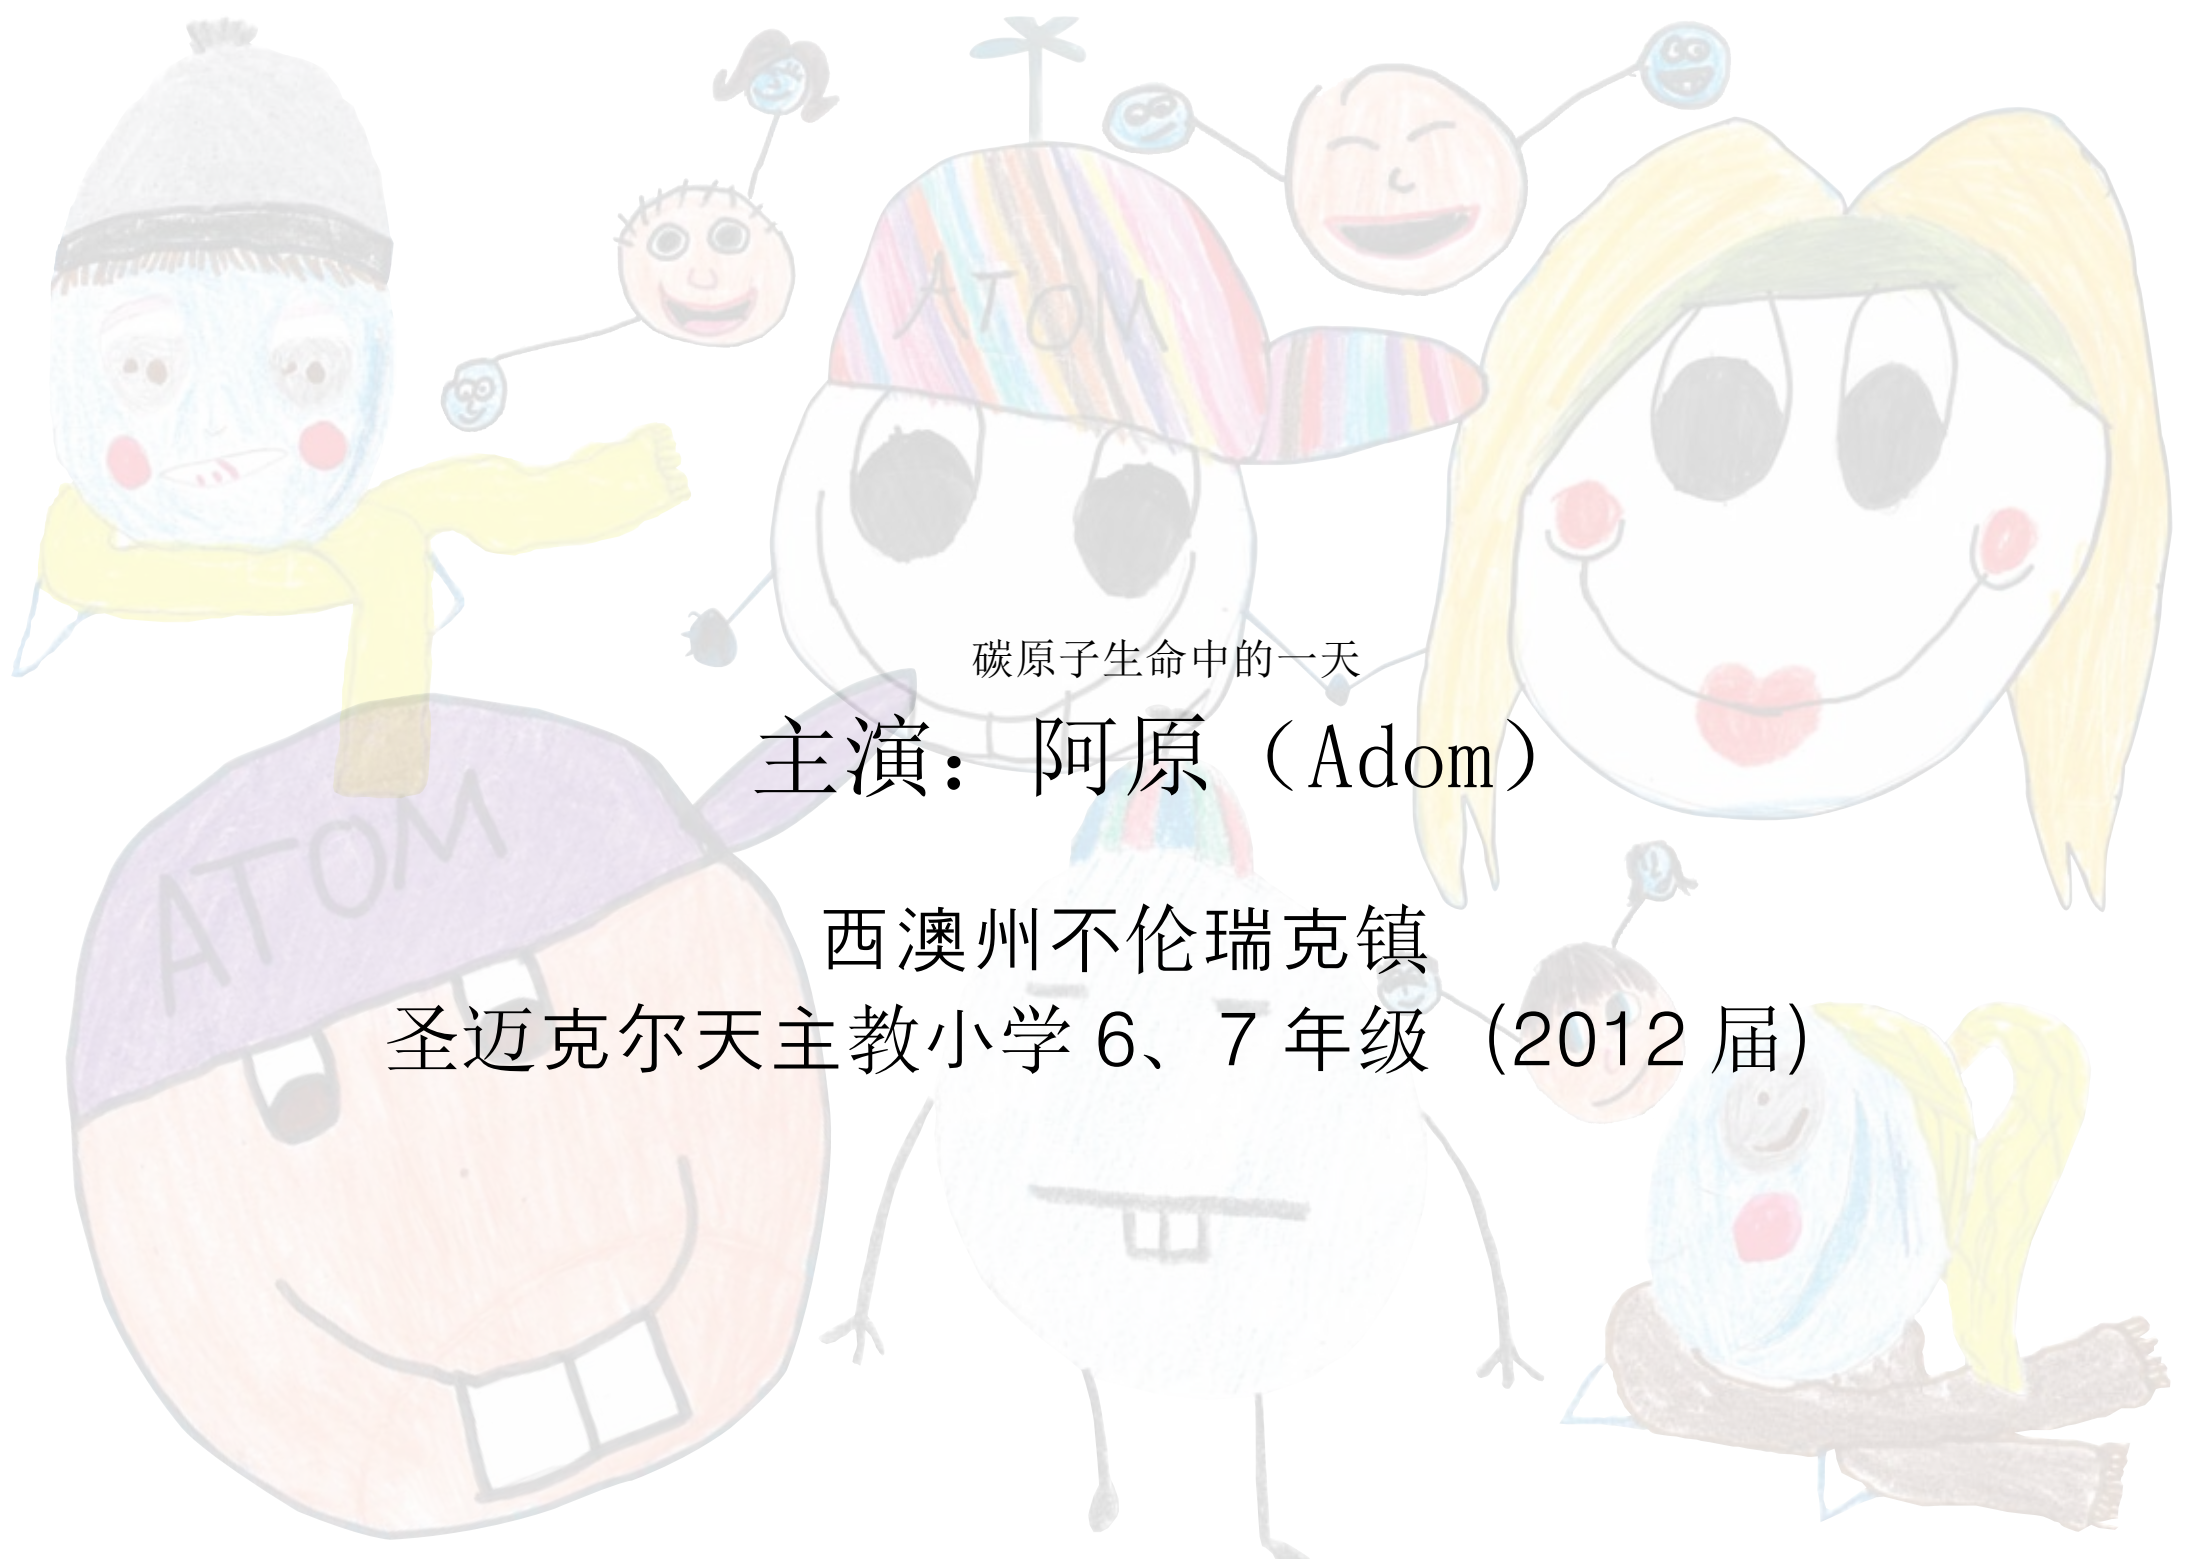 ATOM
碳原子生命中的一天
主演：阿原（Adom）
ATOM
西澳州不伦瑞克镇
圣迈克尔天主教小学 6、7 年级（2012 届）